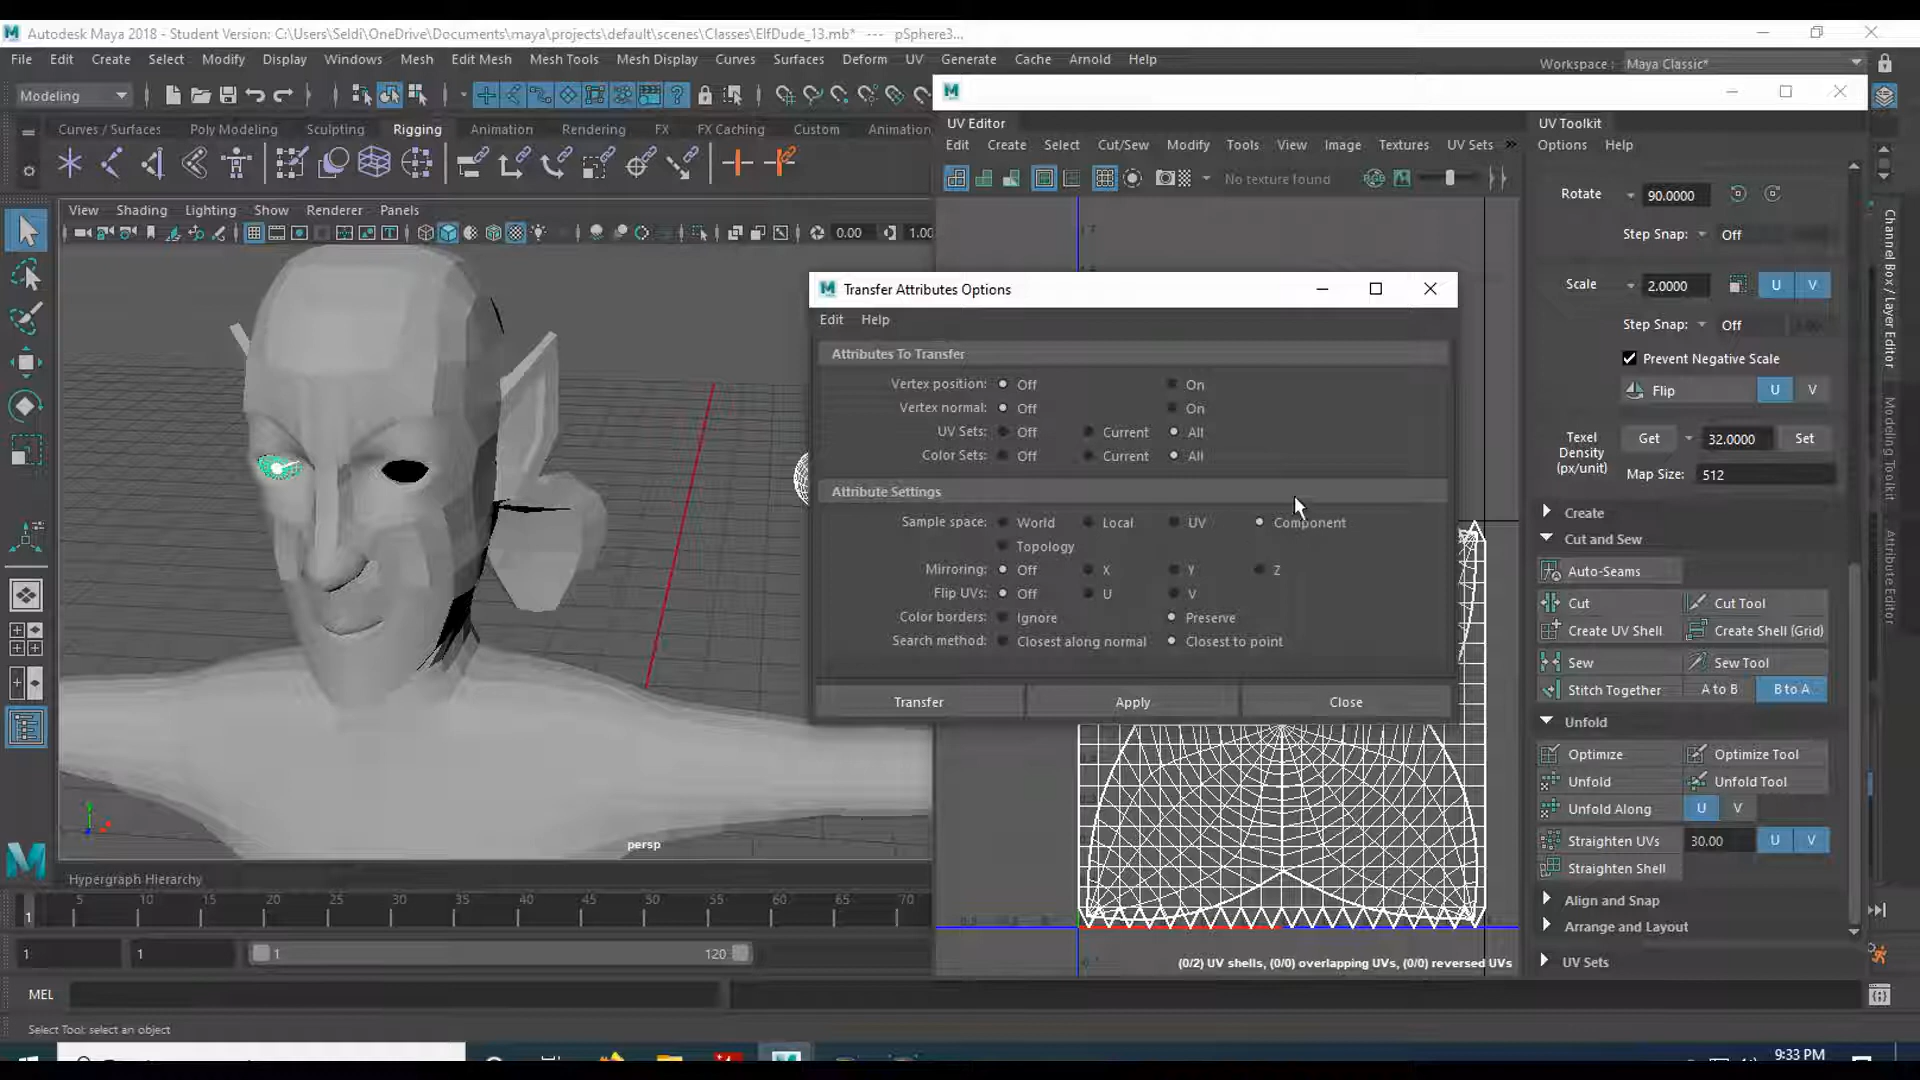 Autodesk Maya 2018 - Student Version: C:\Users\Seldi\OneDrive\Documents\maya\projects\default\scenes\Classes\ElfDude_13.mb* --- pSphere3...
File Edit Create Select Modify Display Windows Mesh Edit Mesh Mesh Tools Mesh Display Curves Surfaces Deform UV Generate Cache Arnold Help
Workspace : Maya Classic*
Modeling
Curves / Surfaces Poly Modeling Sculpting Rigging Animation Rendering FX FX Caching Custom Animation
View Shading Lighting Show Renderer Panels
0.00 1.00
UV Editor
Edit Create Select Cut/Sew Modify Tools View Image Textures UV Sets
No texture found
Transfer Attributes Options
Edit Help
Attributes To Transfer
Vertex position: Off On
Vertex normal: Off On
UV Sets: Off Current All
Color Sets: Off Current All
Attribute Settings
Sample space: World Local UV Component
Topology
Mirroring: Off X Y Z
Flip UVs: Off U V
Color borders: Ignore Preserve
Search method: Closest along normal Closest to point
Transfer Apply Close
(0/2) UV shells, (0/0) overlapping UVs, (0/0) reversed UVs
UV Toolkit
Options Help
Rotate 90.0000
Step Snap: Off
Scale 2.0000 U V
Step Snap: Off
Prevent Negative Scale
Flip U V
Texel
Density
(px/unit)
Get 32.0000 Set
Map Size: 512
Create
Cut and Sew
Auto-Seams
Cut Cut Tool
Create UV Shell Create Shell (Grid)
Sew Sew Tool
Stitch Together A to B B to A
Unfold
Optimize Optimize Tool
Unfold Unfold Tool
Unfold Along U V
Straighten UVs 30.00 U V
Straighten Shell
Align and Snap
Arrange and Layout
UV Sets
Channel Box / Layer Editor
Modeling Toolkit
Attribute Editor
persp
Hypergraph Hierarchy
5 10 15 20 25 30 35 40 45 50 55 60 65 70
1
1 1 1 120
MEL
Select Tool: select an object
9:33 PM